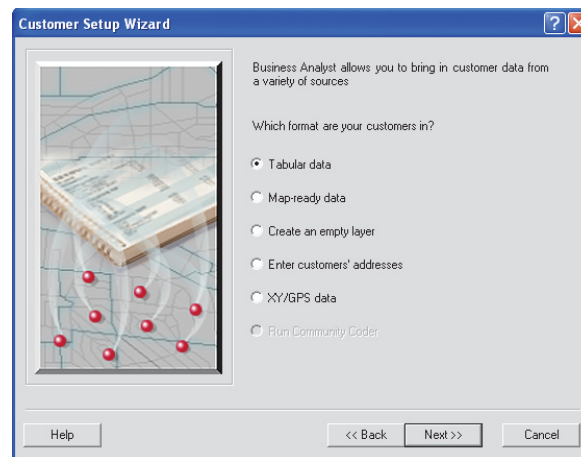 Customer Setup Wizard
Business Analyst allows you to bring in customer data from
a variety of sources
Which format are your customers in?
Tabular data
Map-ready data
Create an empty layer
Enter customers' addresses
XY/GPS data
Run Community Coder
Help
<< Back
Next >>
Cancel